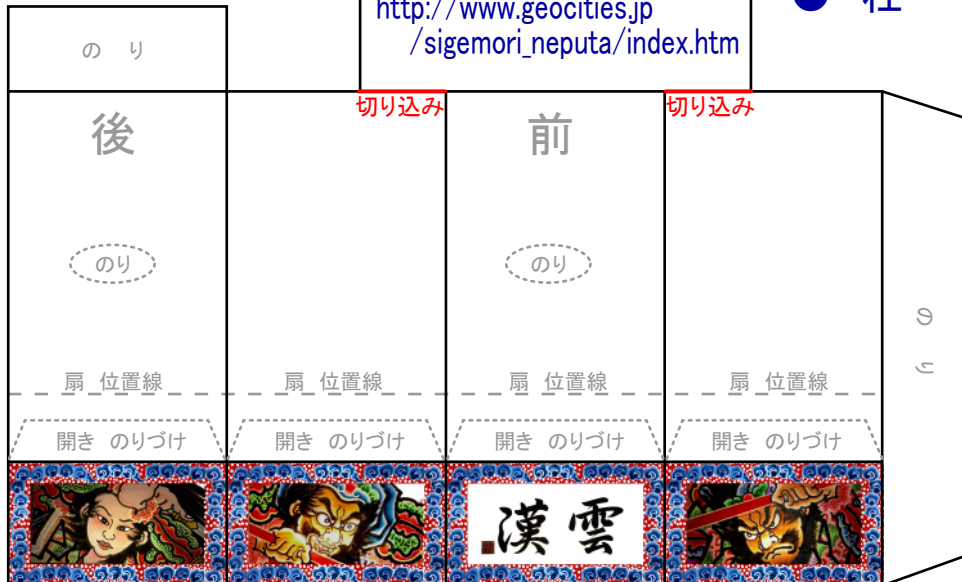 http://www.geocities.jp
/sigemori_neputa/index.htm
● 柱
の り
切り込み
切り込み
後
前
のり
のり
の り
扇 位置線
扇 位置線
扇 位置線
扇 位置線
開き のりづけ
開き のりづけ
開き のりづけ
開き のりづけ
漢雲